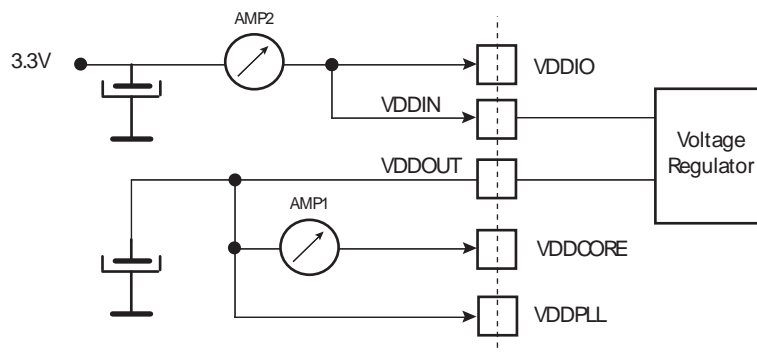 AMP2
3.3V
VDDIO
VDDIN
Voltage
Regulator
VDDOUT
AMP1
VDDCORE
VDDPLL